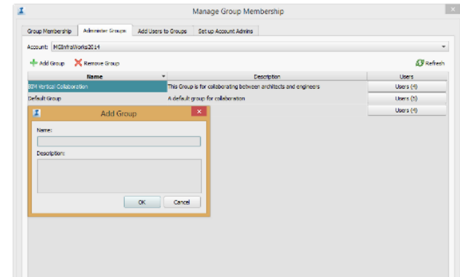 Manage Group Membership
Group Membership Administer Groups Add Users to Groups Set up Account Admins
Account: MGInfraWorks2014
Add Group Remove Group Refresh
Name Description Users
BIM Vertical Collaboration This Group is for collaborating between architects and engineers Users (4)
Default Group A default group for collaboration Users (5)
Users (4)
Add Group
Name:
Description:
OK Cancel